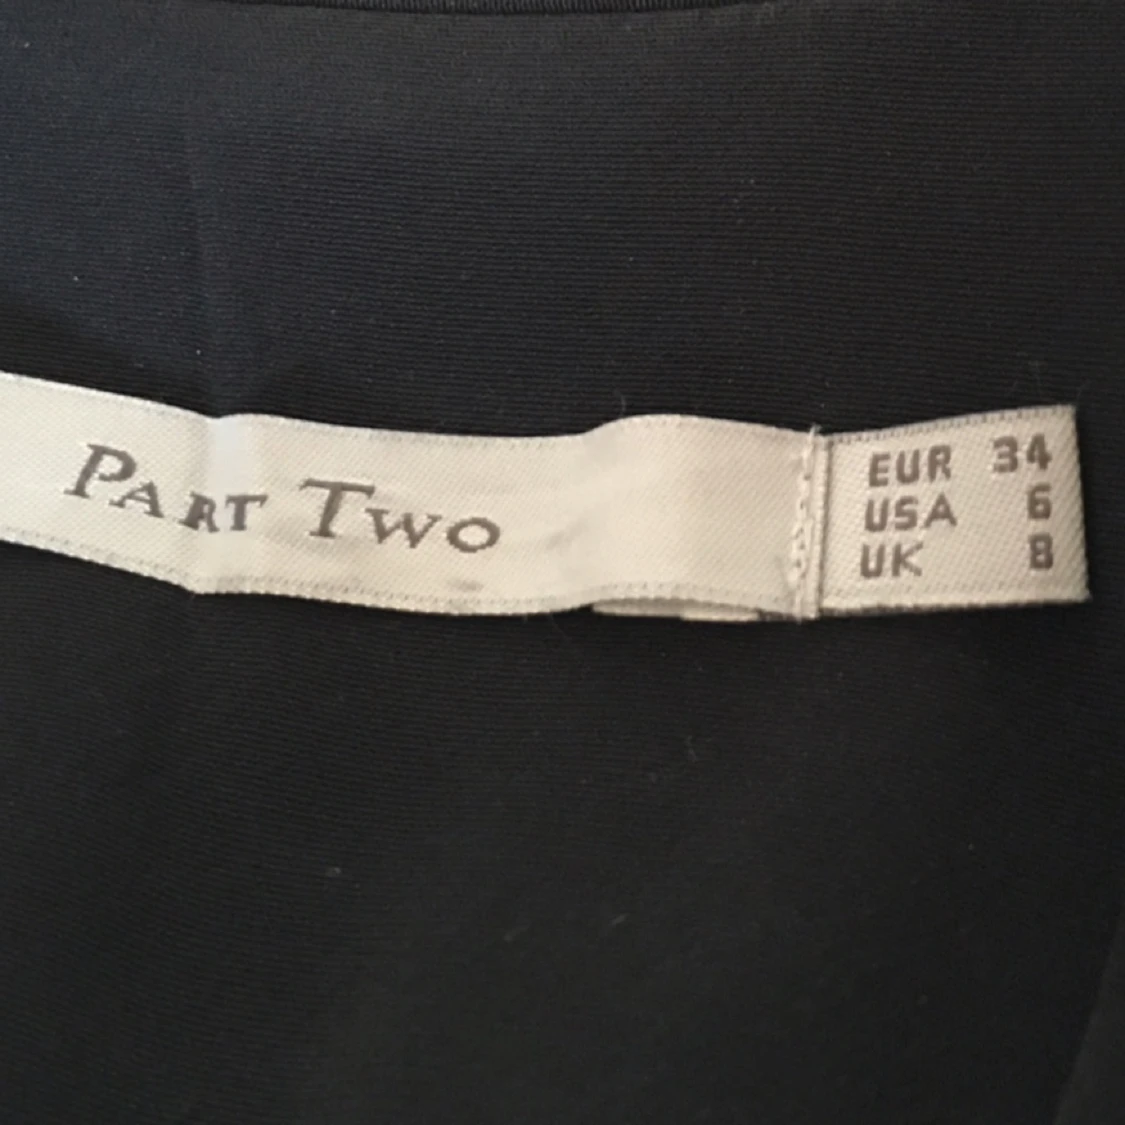 PART TWO
EUR 34
USA 6
UK 8